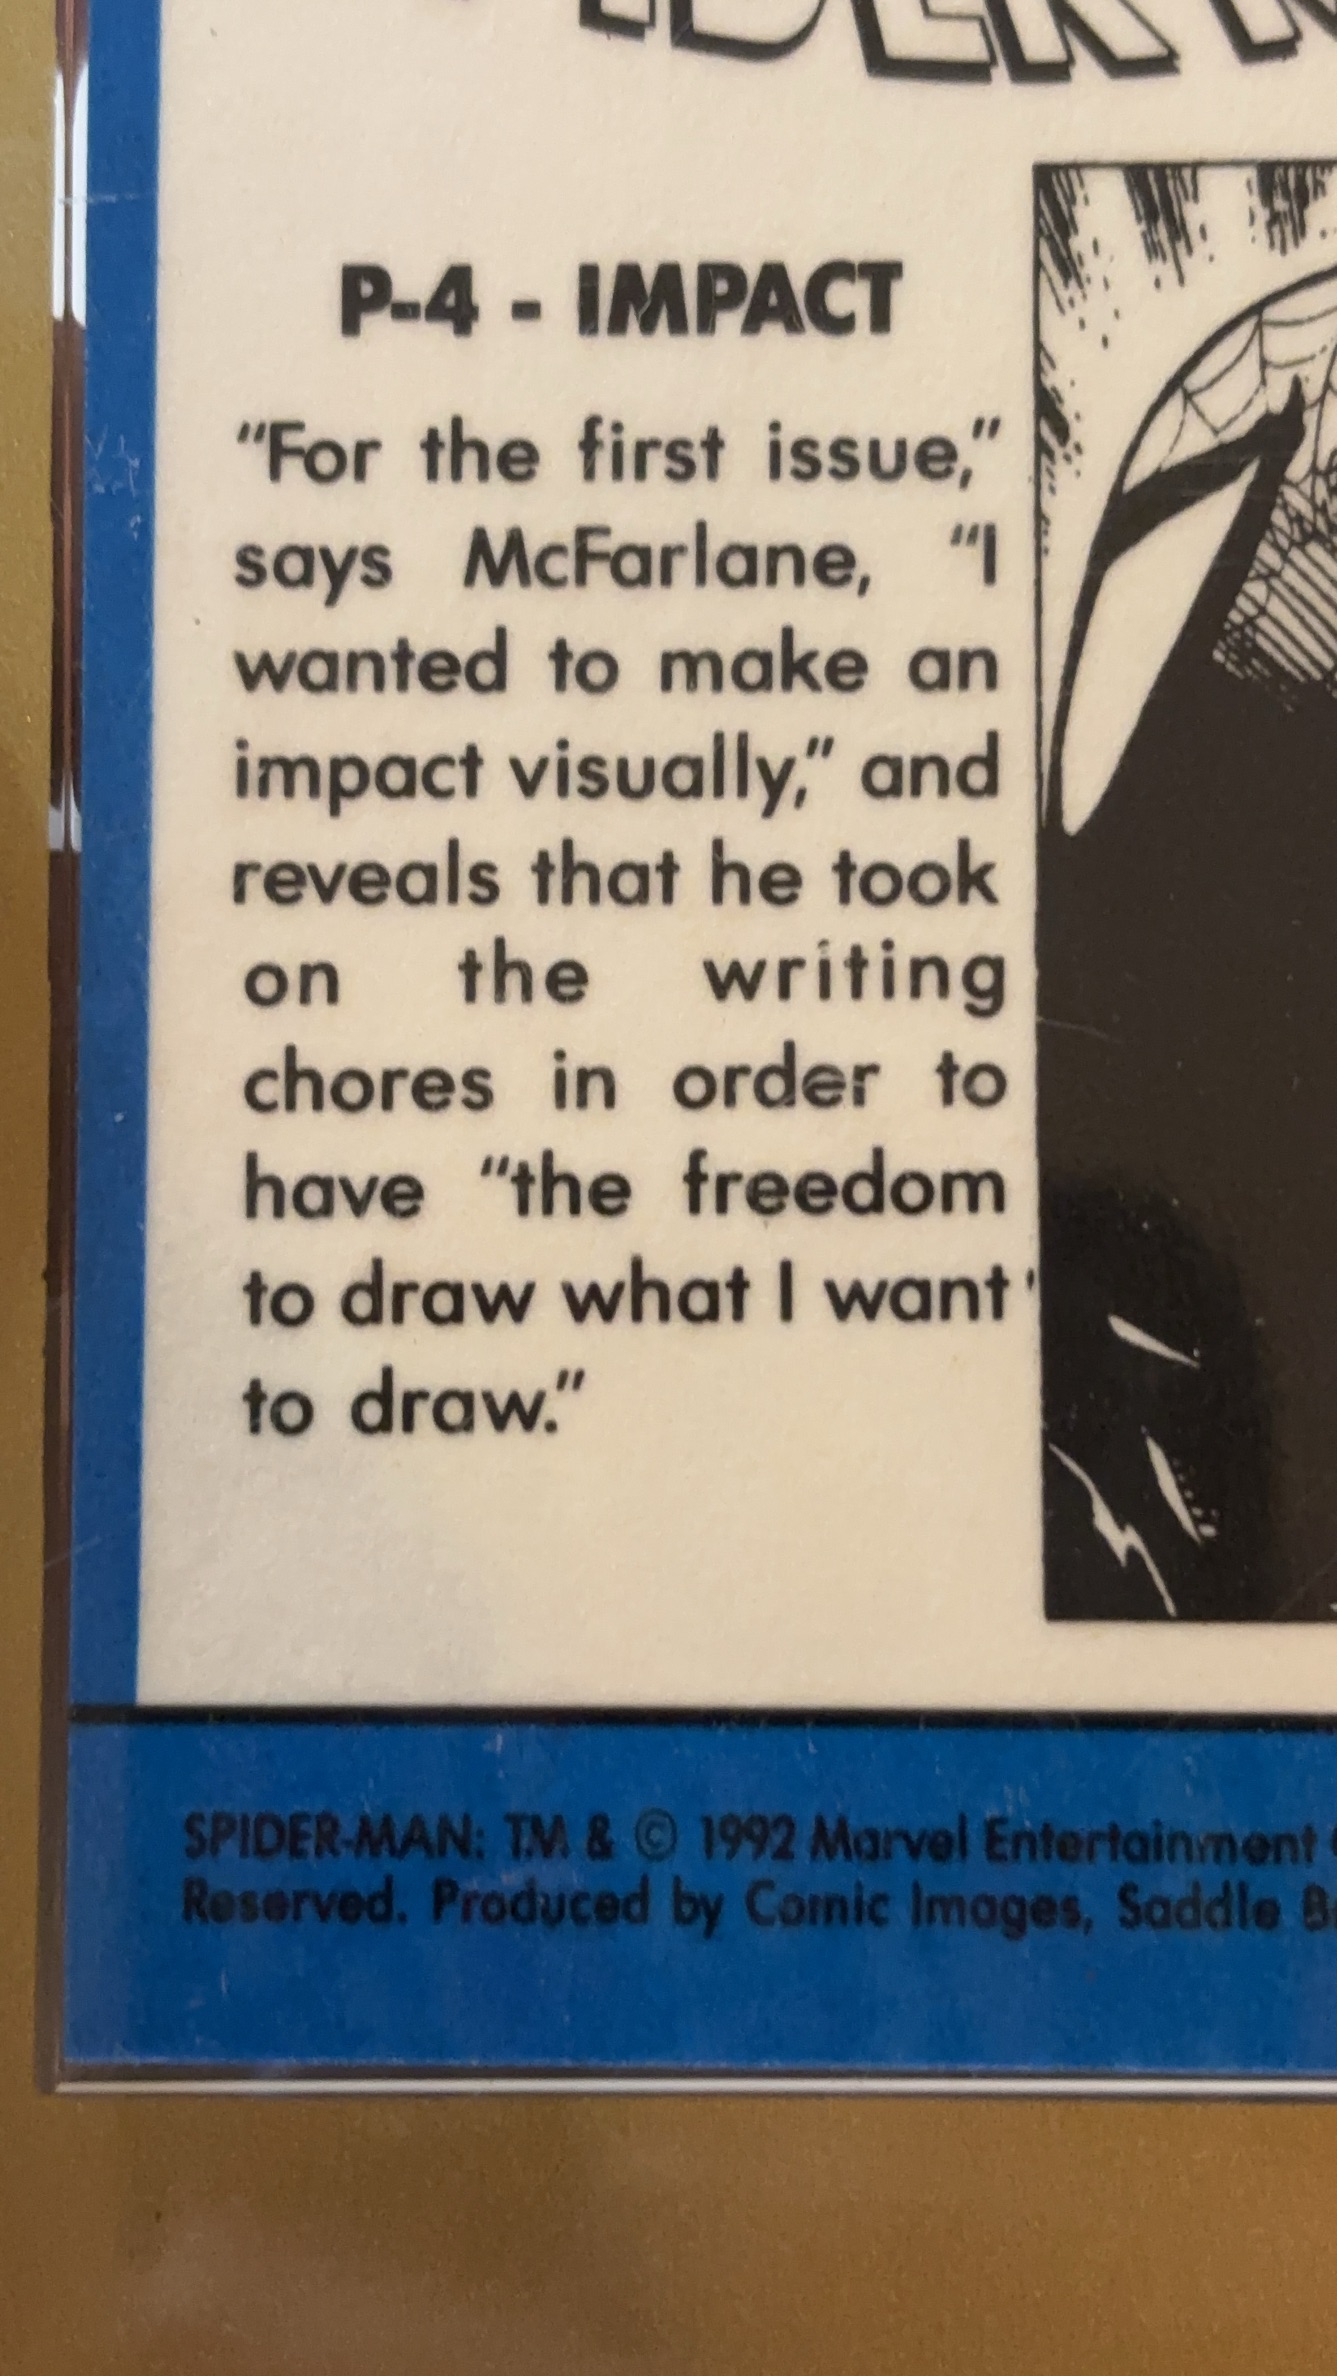 P-4 - IMPACT
"For the first issue,"
says McFarlane, "I
wanted to make an
impact visually," and
reveals that he took
on the writing
chores in order to
have "the freedom
to draw what I want
to draw."
SPIDER-MAN: TM & © 1992 Marvel Entertainment
Reserved. Produced by Comic Images, Saddle